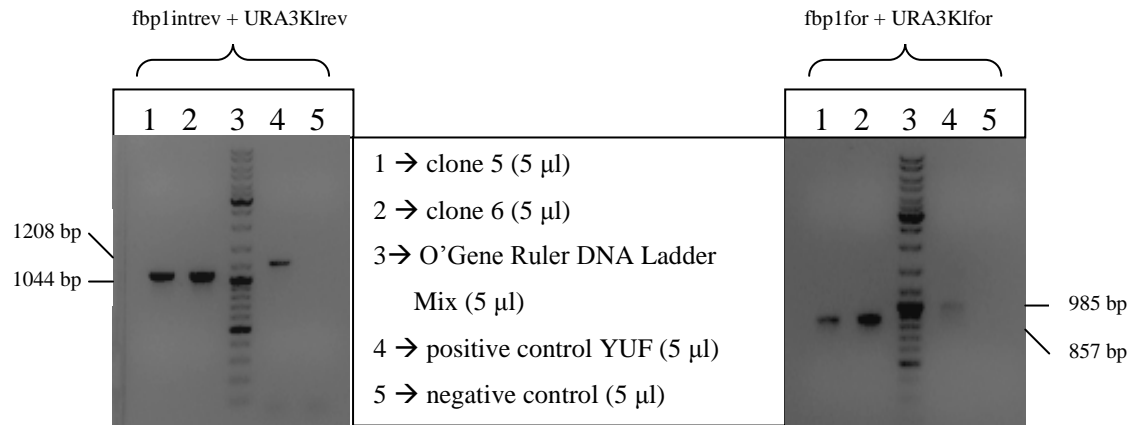 fbp1intrev + URA3Klrev
fbp1for + URA3Klfor
1 2 3 4 5
1 2 3 4 5
1 → clone 5 (5 μl)
2 → clone 6 (5 μl)
3→ O'Gene Ruler DNA Ladder
Mix (5 μl)
4 → positive control YUF (5 μl)
5 → negative control (5 μl)
1208 bp
1044 bp
985 bp
857 bp